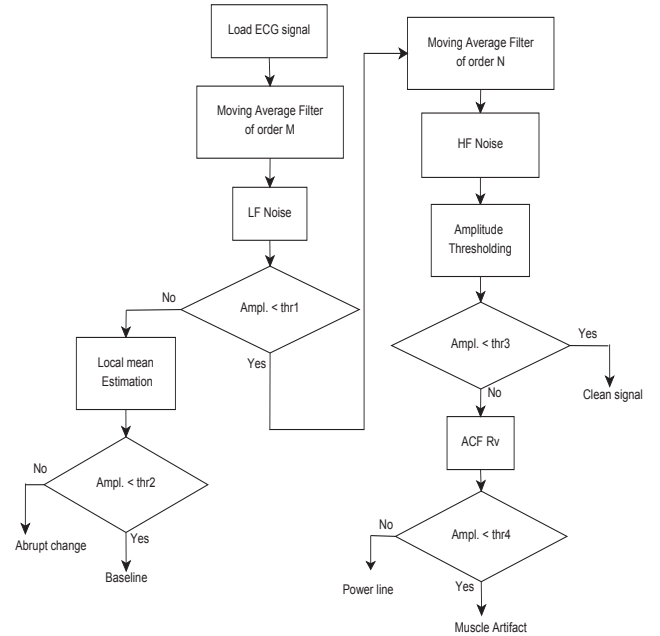 Load ECG signal
Moving Average Filter
of order M
LF Noise
Ampl. < thr1
No
Yes
Local mean
Estimation
Ampl. < thr2
No
Yes
Abrupt change
Baseline
Moving Average Filter
of order N
HF Noise
Amplitude
Thresholding
Ampl. < thr3
Yes
No
Clean signal
ACF Rv
Ampl. < thr4
No
Yes
Power line
Muscle Artifact